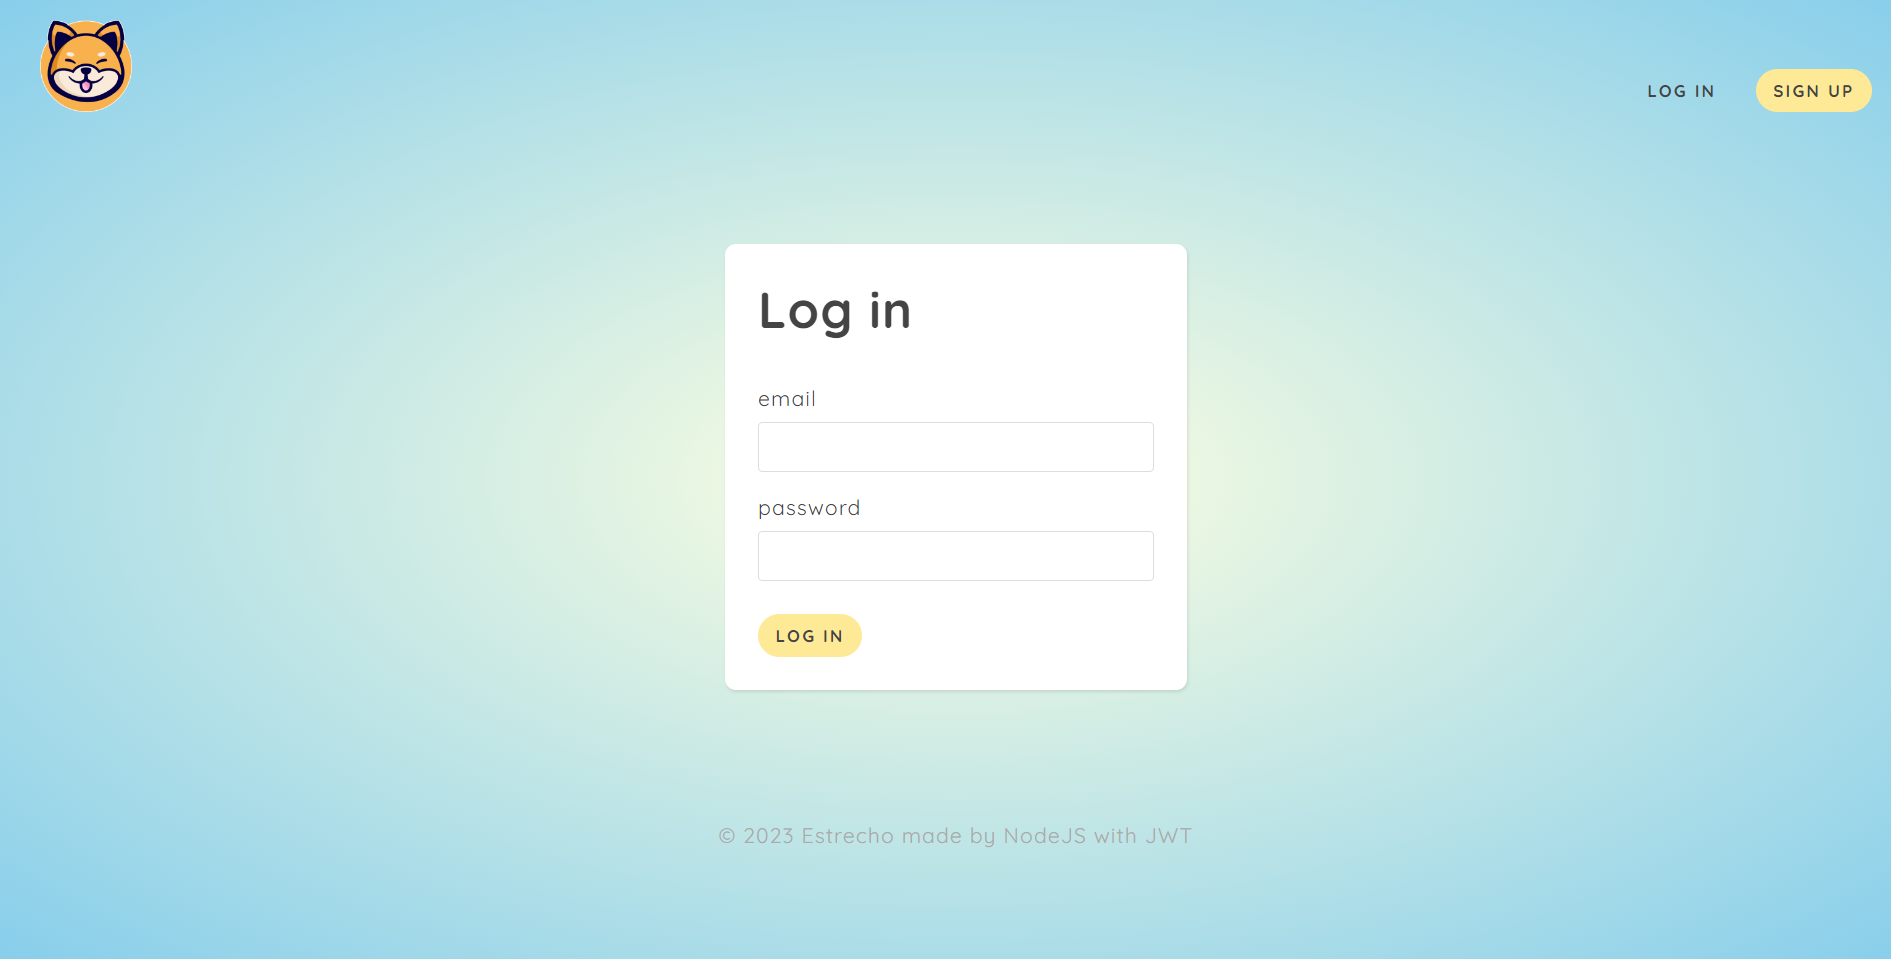 LOG IN
SIGN UP
Log in
email
password
LOG IN
© 2023 Estrecho made by NodeJS with JWT